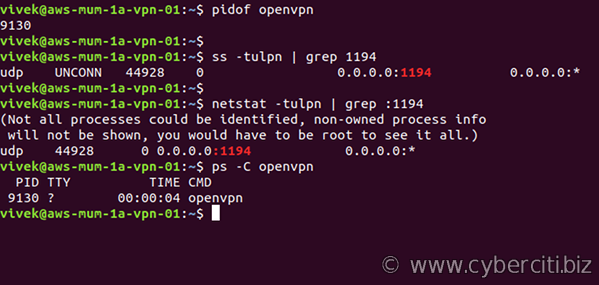 vivek@aws-mum-1a-vpn-01:~$ pidof openvpn
9130
vivek@aws-mum-1a-vpn-01:~$
vivek@aws-mum-1a-vpn-01:~$ ss -tulpn | grep 1194
udp    UNCONN   44928    0                 0.0.0.0:1194          0.0.0.0:*
vivek@aws-mum-1a-vpn-01:~$
vivek@aws-mum-1a-vpn-01:~$ netstat -tulpn | grep :1194
(Not all processes could be identified, non-owned process info
 will not be shown, you would have to be root to see it all.)
udp    44928      0 0.0.0.0:1194            0.0.0.0:*
vivek@aws-mum-1a-vpn-01:~$ ps -C openvpn
  PID TTY          TIME CMD
 9130 ?        00:00:04 openvpn
vivek@aws-mum-1a-vpn-01:~$
© www.cyberciti.biz